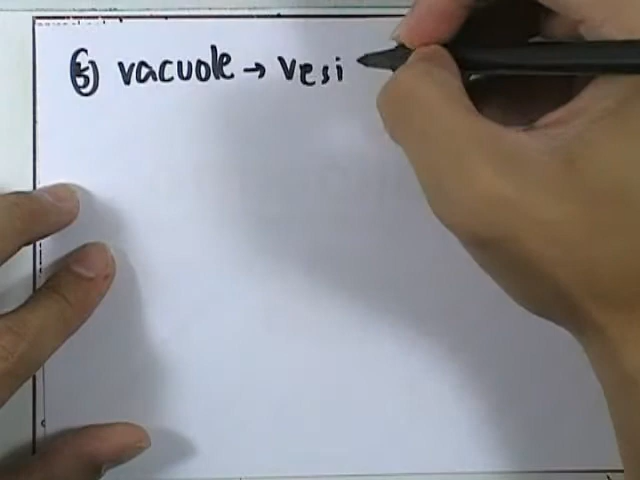 ⑤ vacuole → vesi